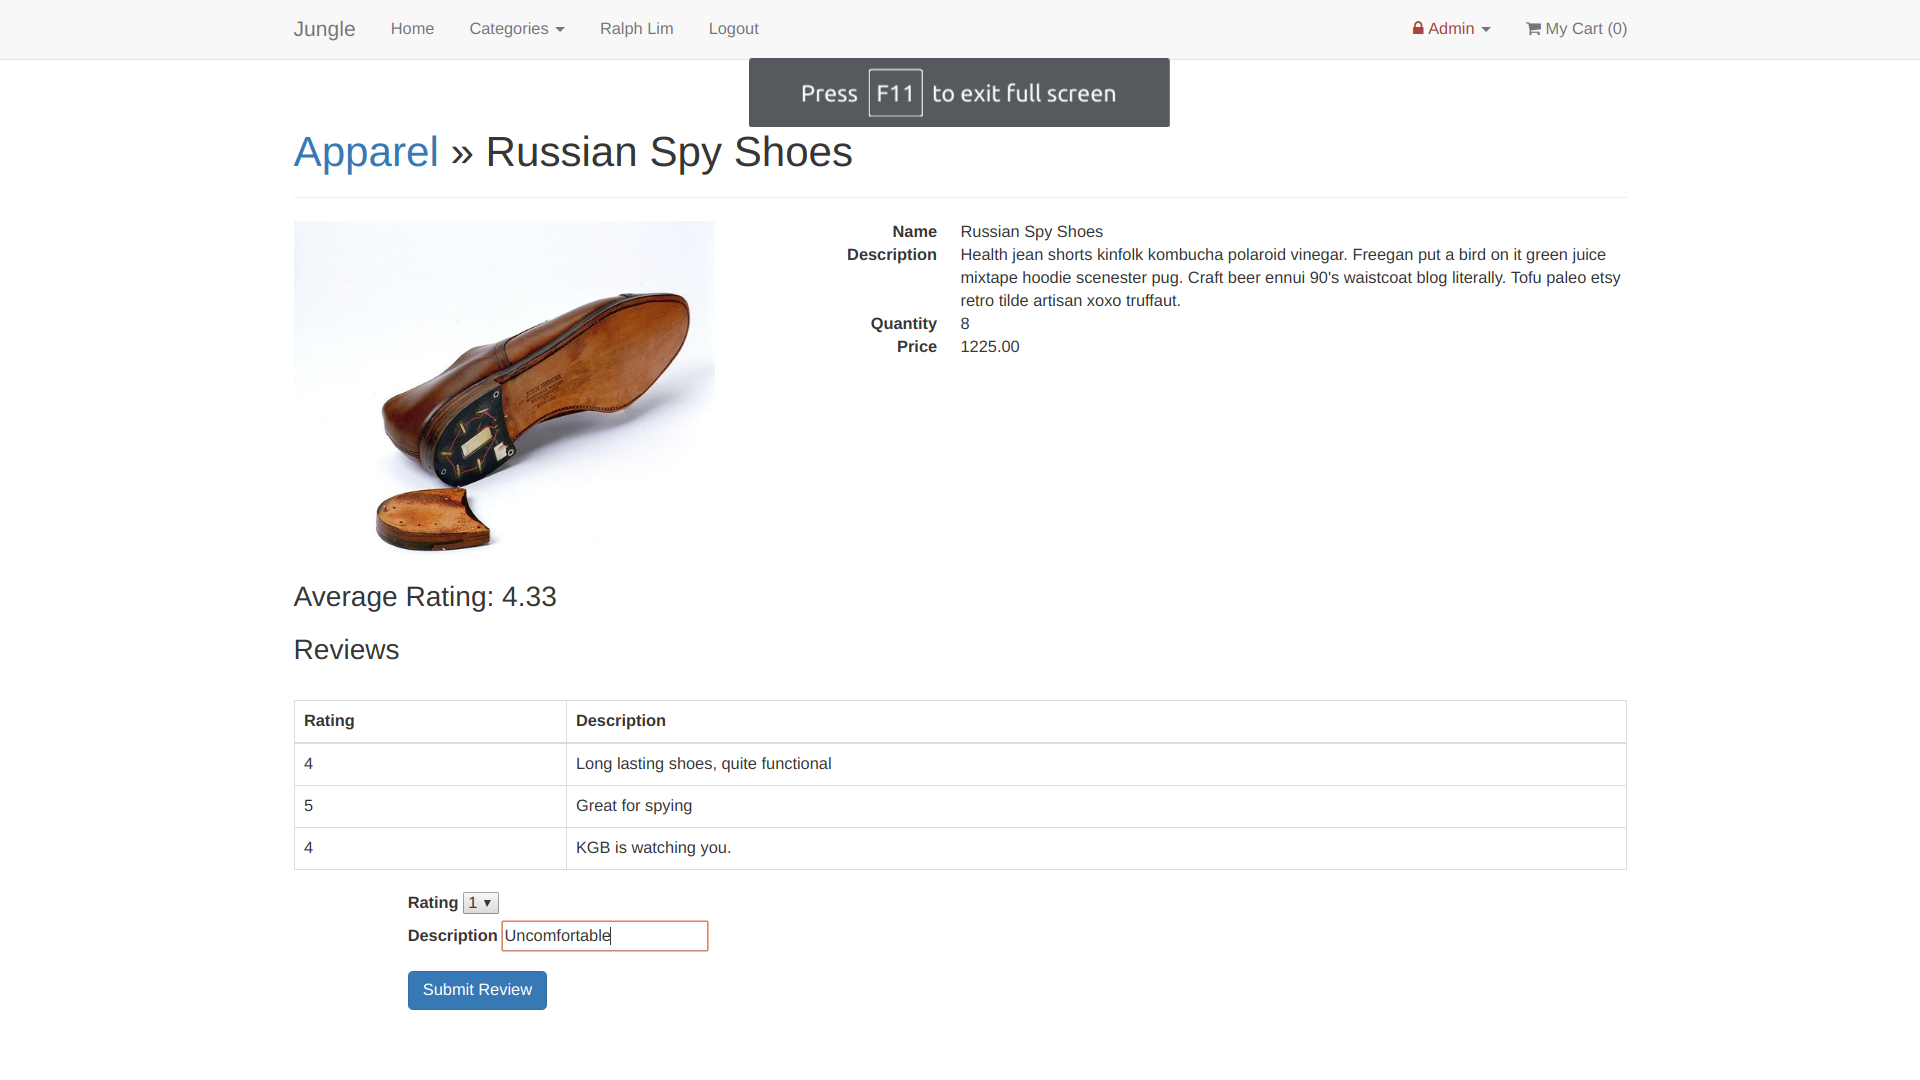 Jungle Home Categories Ralph Lim Logout Admin My Cart (0)
Press F11 to exit full screen
Apparel » Russian Spy Shoes
Name Russian Spy Shoes
Description Health jean shorts kinfolk kombucha polaroid vinegar. Freegan put a bird on it green juice
mixtape hoodie scenester pug. Craft beer ennui 90's waistcoat blog literally. Tofu paleo etsy
retro tilde artisan xoxo truffaut.
Quantity 8
Price 1225.00
Average Rating: 4.33
Reviews
Rating Description
4 Long lasting shoes, quite functional
5 Great for spying
4 KGB is watching you.
Rating 1
Description Uncomfortable
Submit Review